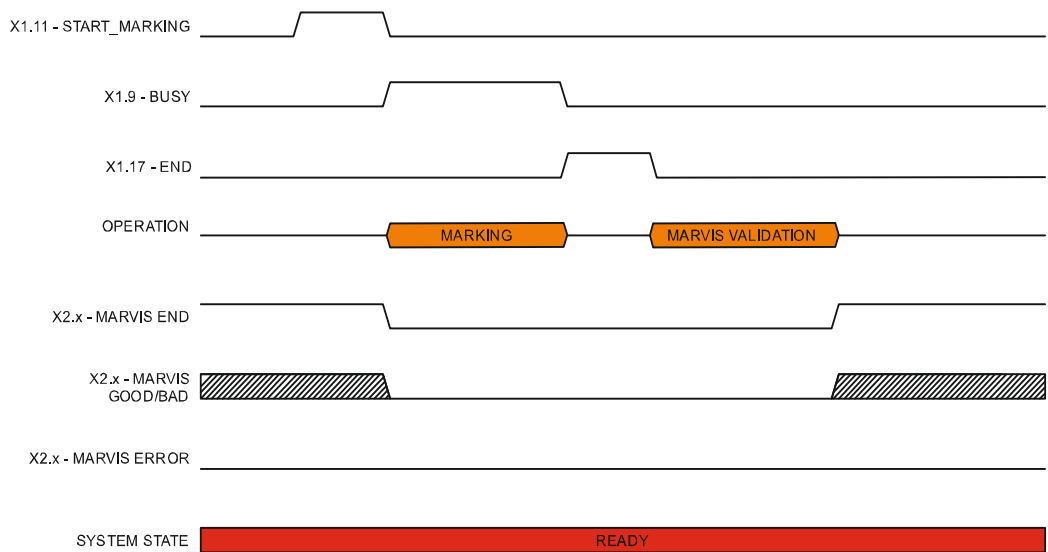 X1.11 - START_MARKING
X1.9 - BUSY
X1.17 - END
OPERATION
MARKING
MARVIS VALIDATION
X2.x - MARVIS END
X2.x - MARVIS
GOOD/BAD
X2.x - MARVIS ERROR
SYSTEM STATE
READY